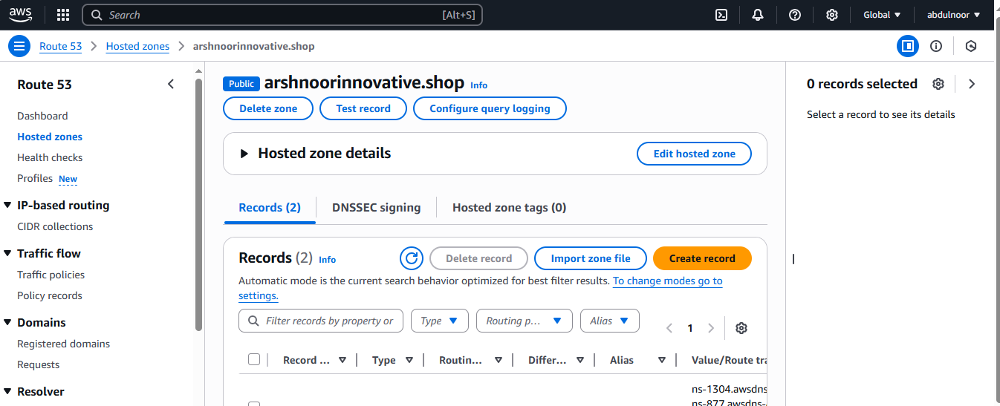 aws
Search [Alt+S]
Global abdulnoor
Route 53 > Hosted zones > arshnoorinnovative.shop
Route 53
Dashboard
Hosted zones
Health checks
Profiles New
IP-based routing
CIDR collections
Traffic flow
Traffic policies
Policy records
Domains
Registered domains
Requests
Resolver
Public arshnoorinnovative.shop Info
Delete zone Test record Configure query logging
Hosted zone details Edit hosted zone
Records (2) DNSSEC signing Hosted zone tags (0)
Records (2) Info Delete record Import zone file Create record
Automatic mode is the current search behavior optimized for best filter results. To change modes go to
settings.
Filter records by property or Type Routing p... Alias 1
Record ... Type Routin... Differ... Alias Value/Route tra
ns-1304.awsdns
ns-877.awsdns-
0 records selected
Select a record to see its details